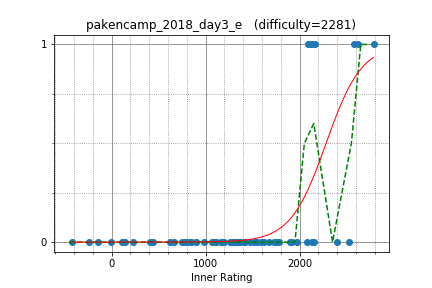 pakencamp_2018_day3_e (difficulty=2281)
1
0
0 1000 2000
Inner Rating